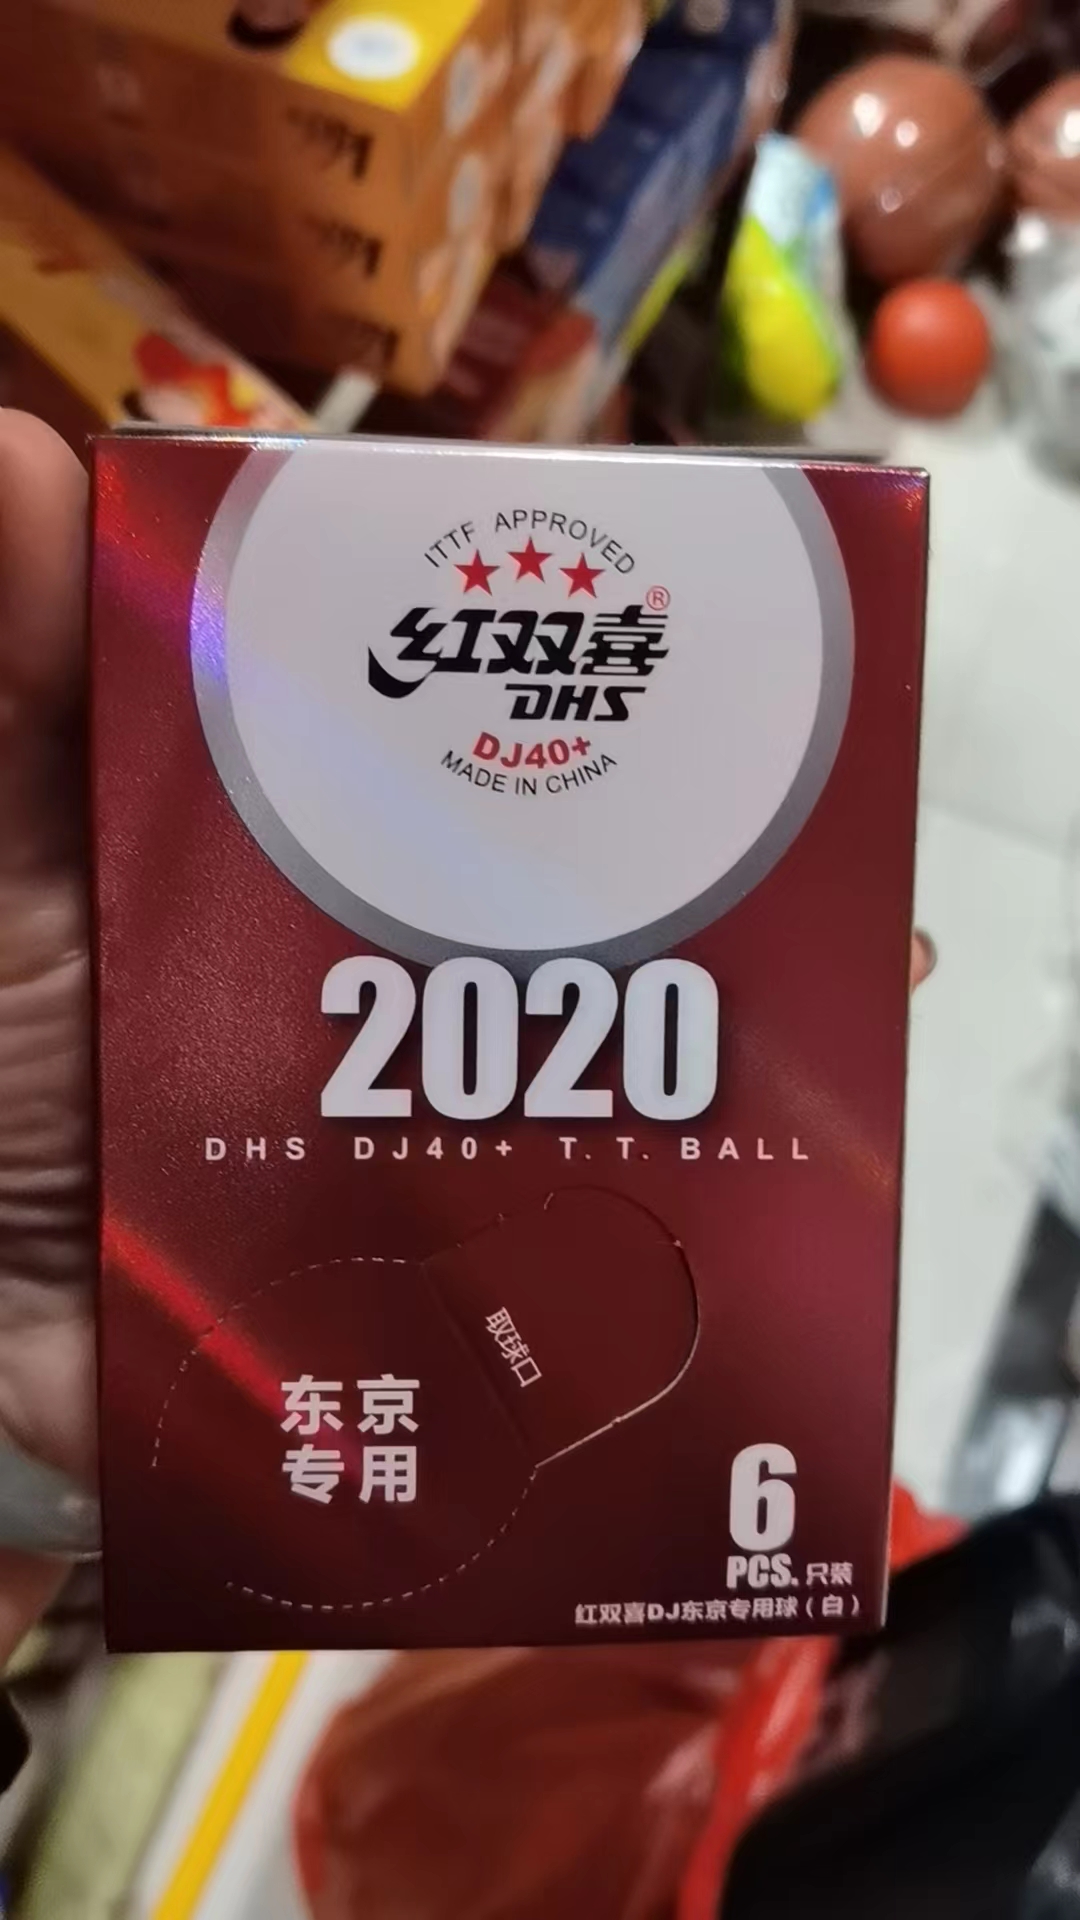 ITTF APPROVED
红双喜®
DHS
DJ40+
MADE IN CHINA
2020
DHS DJ40+ T.T. BALL
取球口
东京
专用
6
PCS. 只装
红双喜DJ东京专用球（白）